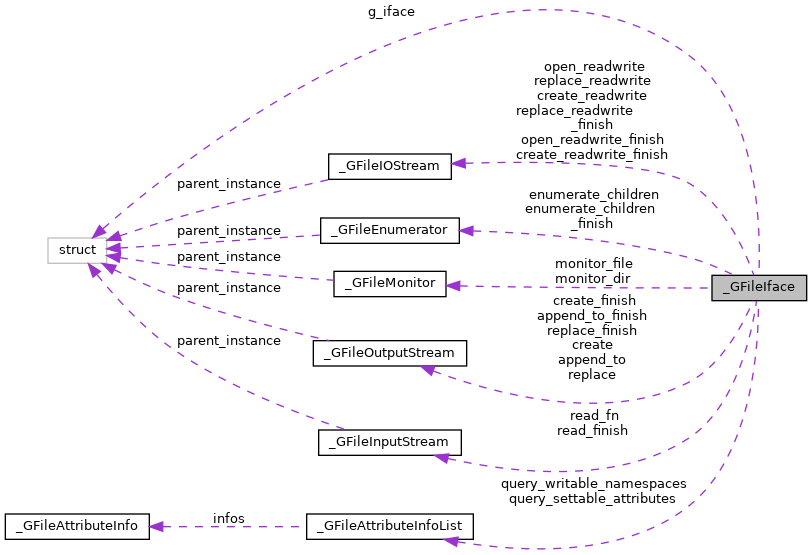 g_iface
open_readwrite
replace_readwrite
create_readwrite
replace_readwrite
_finish
open_readwrite_finish
create_readwrite_finish
_GFileIOStream
parent_instance
enumerate_children
enumerate_children
_finish
parent_instance
_GFileEnumerator
struct
parent_instance
monitor_file
monitor_dir
_GFileMonitor
_GFileIface
parent_instance
create_finish
append_to_finish
replace_finish
create
append_to
replace
parent_instance
_GFileOutputStream
read_fn
read_finish
_GFileInputStream
query_writable_namespaces
query_settable_attributes
_GFileAttributeInfo
infos
_GFileAttributeInfoList